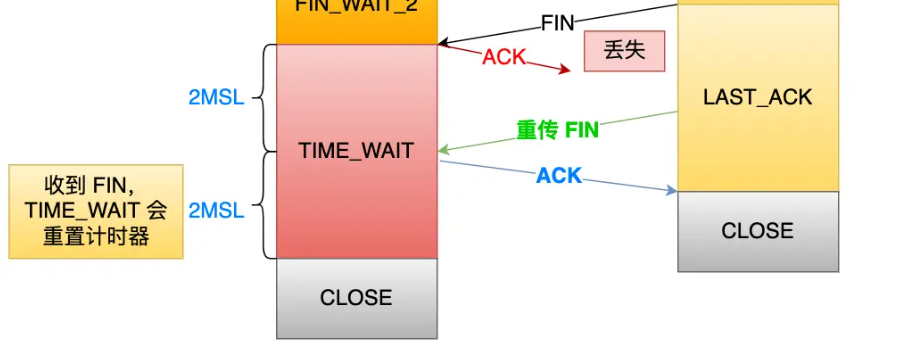 FIN_WAIT_2
FIN
ACK
丢失
2MSL
LAST_ACK
重传 FIN
TIME_WAIT
ACK
收到 FIN，
TIME_WAIT 会
重置计时器
2MSL
CLOSE
CLOSE